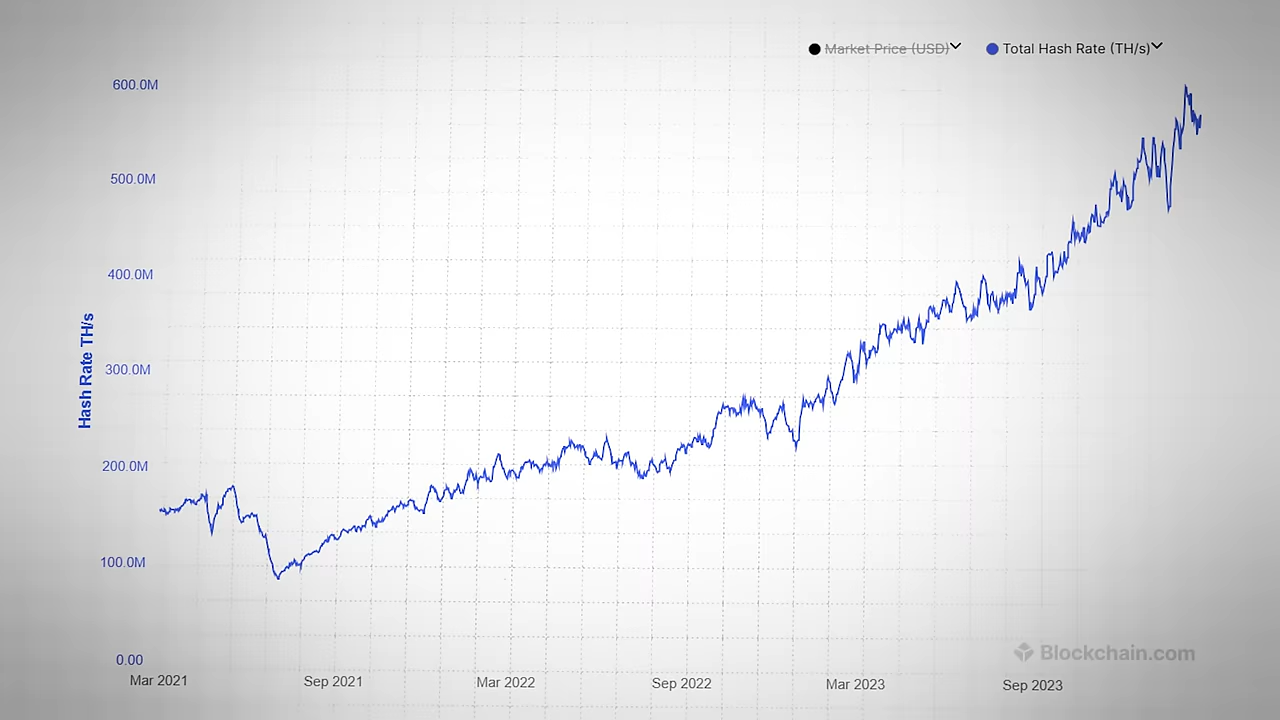 Market Price (USD)
Total Hash Rate (TH/s)
600.0M
500.0M
400.0M
300.0M
200.0M
100.0M
0.00
Hash Rate TH/s
Mar 2021
Sep 2021
Mar 2022
Sep 2022
Mar 2023
Sep 2023
Blockchain.com